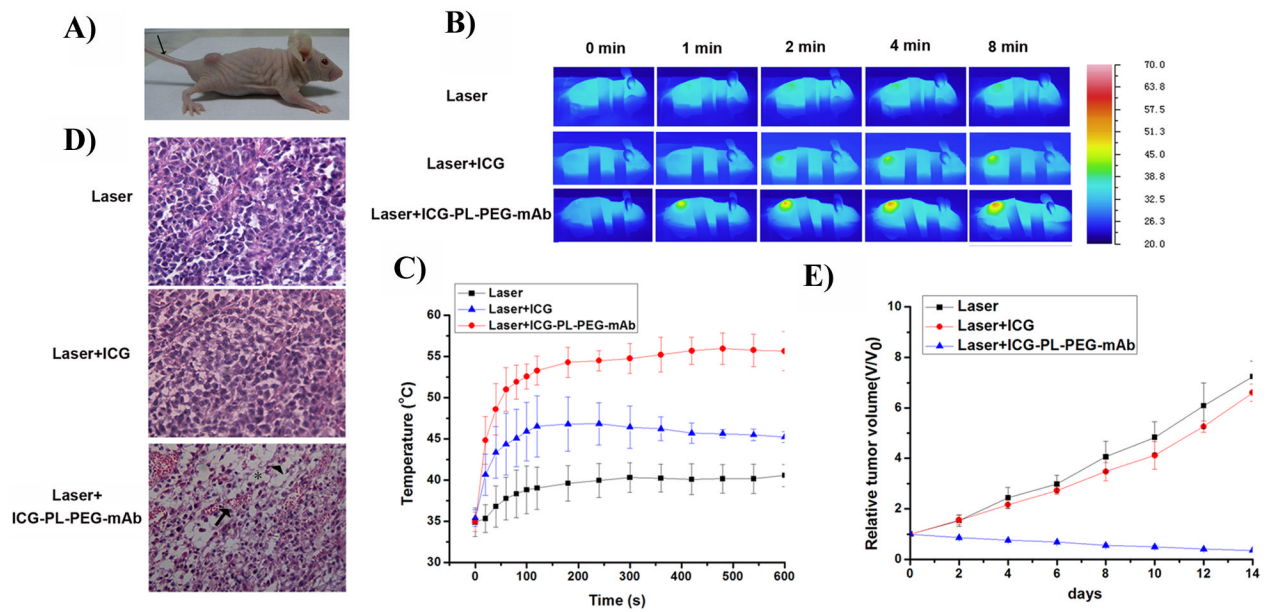 A)
B)
0 min 1 min 2 min 4 min 8 min
Laser
Laser+ICG
Laser+ICG-PL-PEG-mAb
70.0
63.8
57.5
51.3
45.0
38.8
32.5
26.3
20.0
D)
Laser
Laser+ICG
Laser+
ICG-PL-PEG-mAb
*
C)
Laser
Laser+ICG
Laser+ICG-PL-PEG-mAb
Temperature (°C)
60
55
50
45
40
35
30
0 100 200 300 400 500 600
Time (s)
E)
Laser
Laser+ICG
Laser+ICG-PL-PEG-mAb
Relative tumor volume(V/V0)
10
8
6
4
2
0
0 2 4 6 8 10 12 14
days